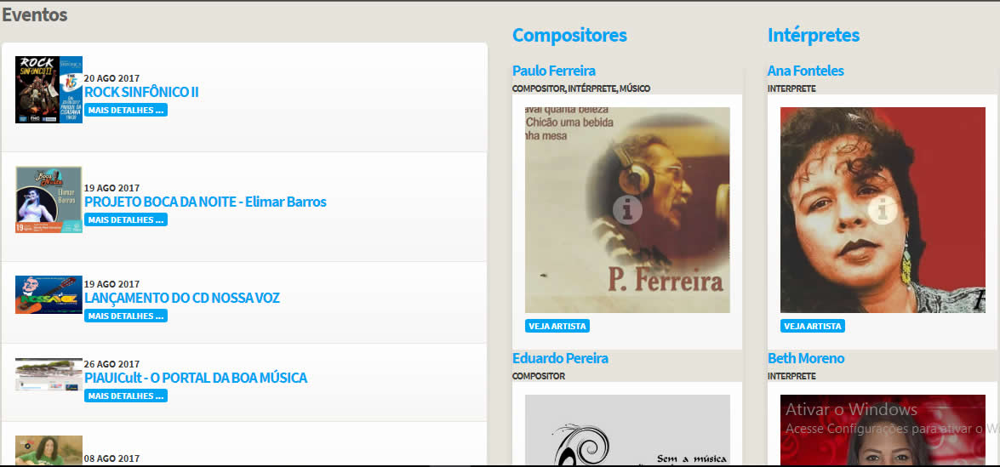 Eventos
ROCK
SINFÔNICO II
20 AGO 2017
ROCK SINFÔNICO II
MAIS DETALHES ...
Boca
Noite
Elimar
Barros
19
19 AGO 2017
PROJETO BOCA DA NOITE - Elimar Barros
MAIS DETALHES ...
NOSSA VOZ
19 AGO 2017
LANÇAMENTO DO CD NOSSA VOZ
MAIS DETALHES ...
26 AGO 2017
PIAUICult - O PORTAL DA BOA MÚSICA
MAIS DETALHES ...
08 AGO 2017
Compositores
Paulo Ferreira
COMPOSITOR, INTÉRPRETE, MÚSICO
aval quanta beleza
Chicão uma bebida
nha mesa
i
P. Ferreira
VEJA ARTISTA
Eduardo Pereira
COMPOSITOR
Sem a música
Intérpretes
Ana Fonteles
INTERPRETE
i
VEJA ARTISTA
Beth Moreno
INTERPRETE
Ativar o Windows
Acesse Configurações para ativar o W